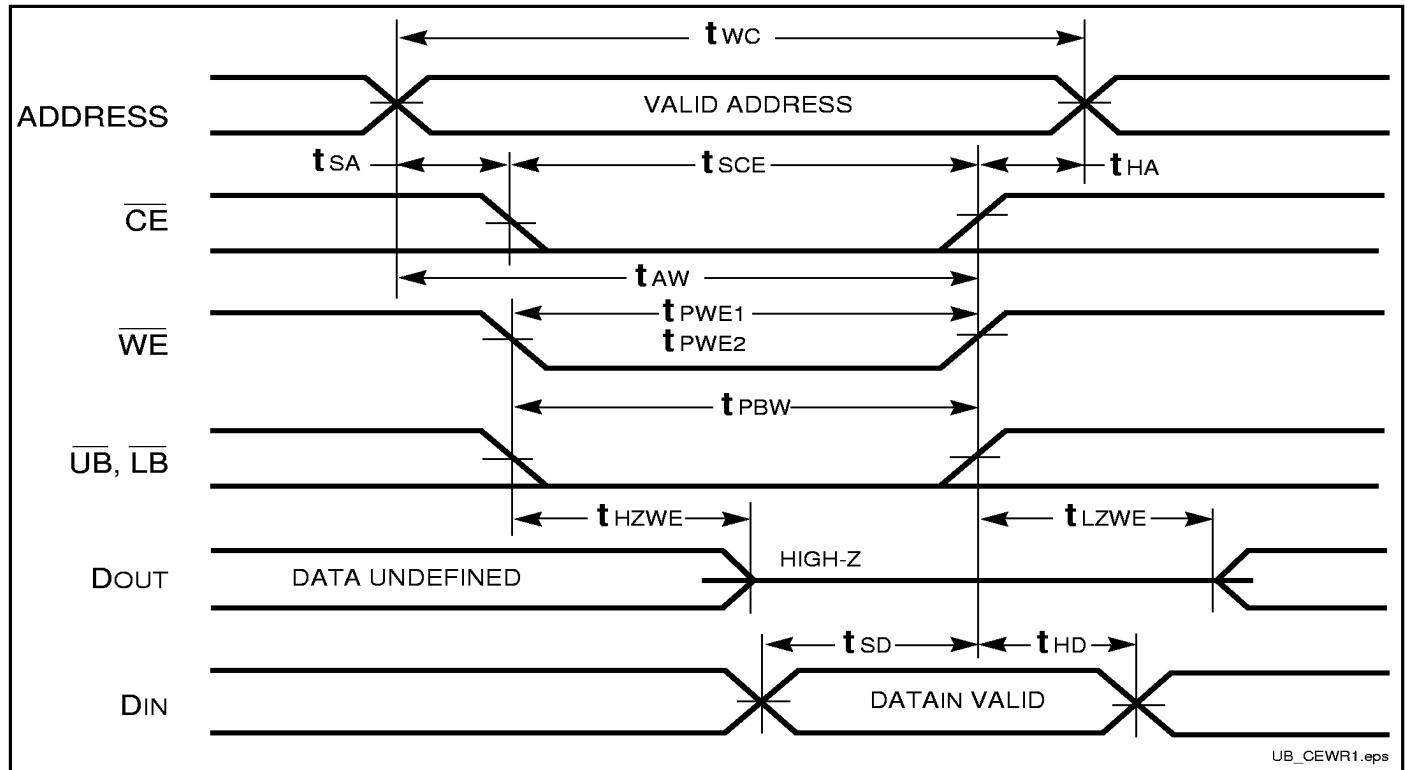 tWC
ADDRESS
VALID ADDRESS
tSA
tSCE
tHA
CE
tAW
WE
tPWE1
tPWE2
tPBW
UB, LB
tHZWE
tLZWE
DOUT
DATA UNDEFINED
HIGH-Z
tSD
tHD
DIN
DATAIN VALID
UB_CEWR1.eps